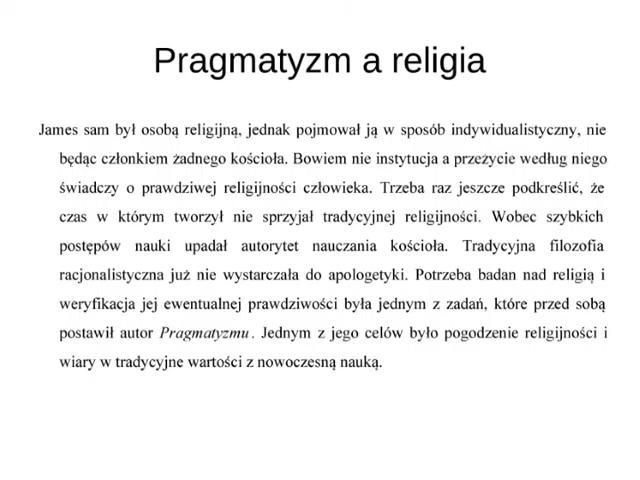 Pragmatyzm a religia
James sam był osobą religijną, jednak pojmował ją w sposób indywidualistyczny, nie
będąc członkiem żadnego kościoła. Bowiem nie instytucja a przeżycie według niego
świadczy o prawdziwej religijności człowieka. Trzeba raz jeszcze podkreślić, że
czas w którym tworzył nie sprzyjał tradycyjnej religijności. Wobec szybkich
postępów nauki upadał autorytet nauczania kościoła. Tradycyjna filozofia
racjonalistyczna już nie wystarczała do apologetyki. Potrzeba badan nad religią i
weryfikacja jej ewentualnej prawdziwości była jednym z zadań, które przed sobą
postawił autor Pragmatyzmu. Jednym z jego celów było pogodzenie religijności i
wiary w tradycyjne wartości z nowoczesną nauką.